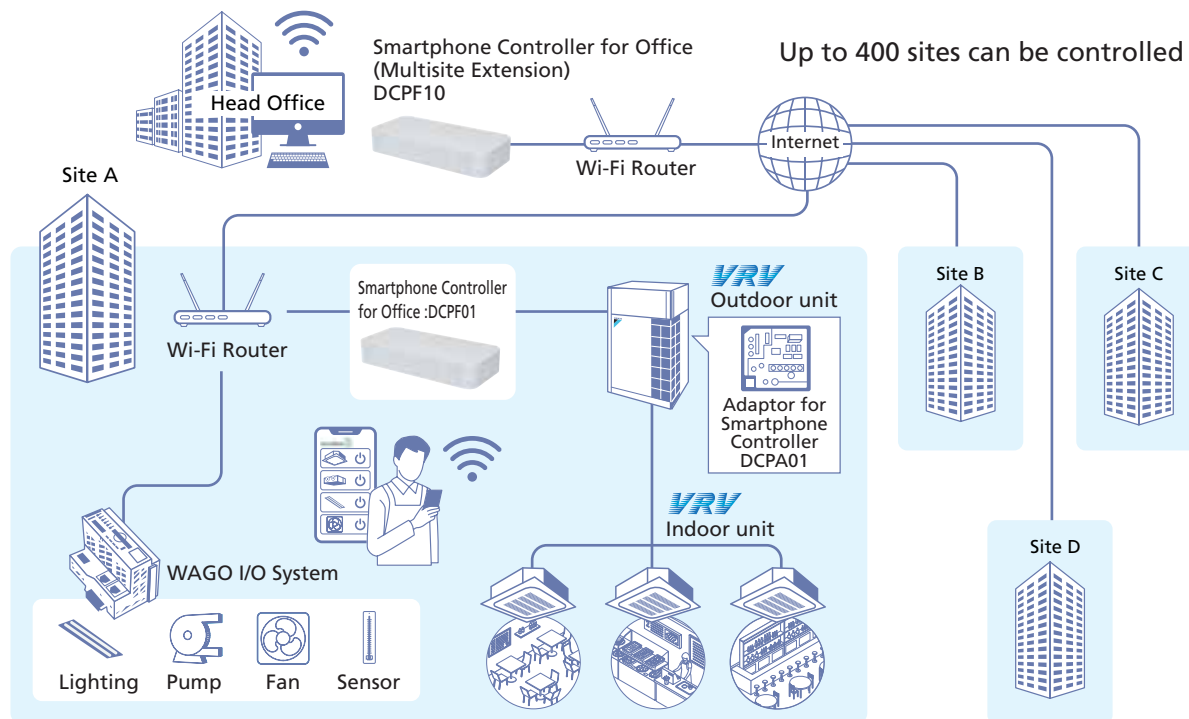 Smartphone Controller for Office
(Multisite Extension)
DCPF10
Up to 400 sites can be controlled
Head Office
Wi-Fi Router
Internet
Site A
Smartphone Controller
for Office :DCPF01
VRV
Outdoor unit
Site B
Site C
Wi-Fi Router
Adaptor for
Smartphone
Controller
DCPA01
VRV
Indoor unit
Site D
WAGO I/O System
Lighting
Pump
Fan
Sensor